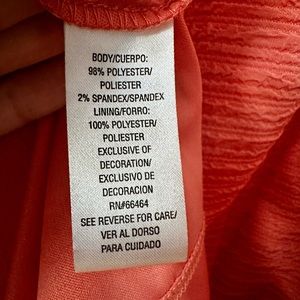 BODY/CUERPO:
98% POLYESTER/
POLIESTER
2% SPANDEX/SPANDEX
LINING/FORRO:
100% POLYESTER/
POLIESTER
EXCLUSIVE OF
DECORATION/
EXCLUSIVO DE
DECORACION
RN#66464
SEE REVERSE FOR CARE/
VER AL DORSO
PARA CUIDADO